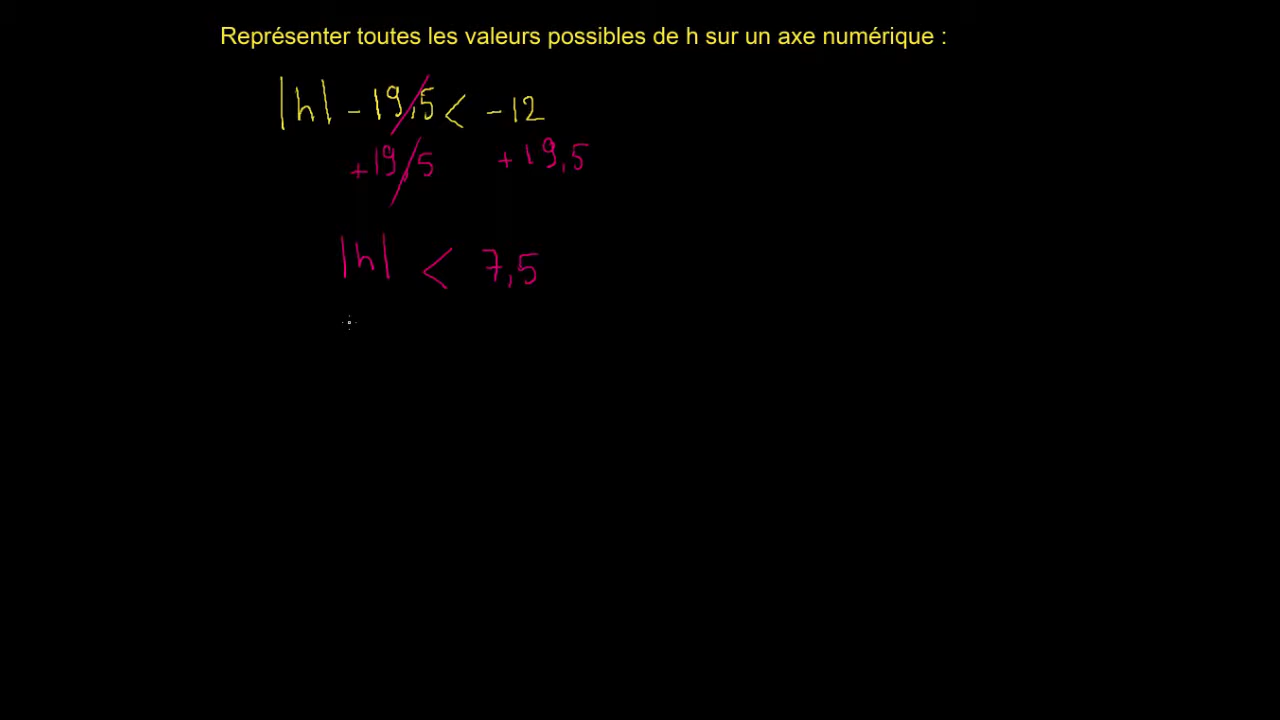 Représenter toutes les valeurs possibles de h sur un axe numérique :
|h| - 19,5 < -12
+19,5 +19,5
|h| < 7,5